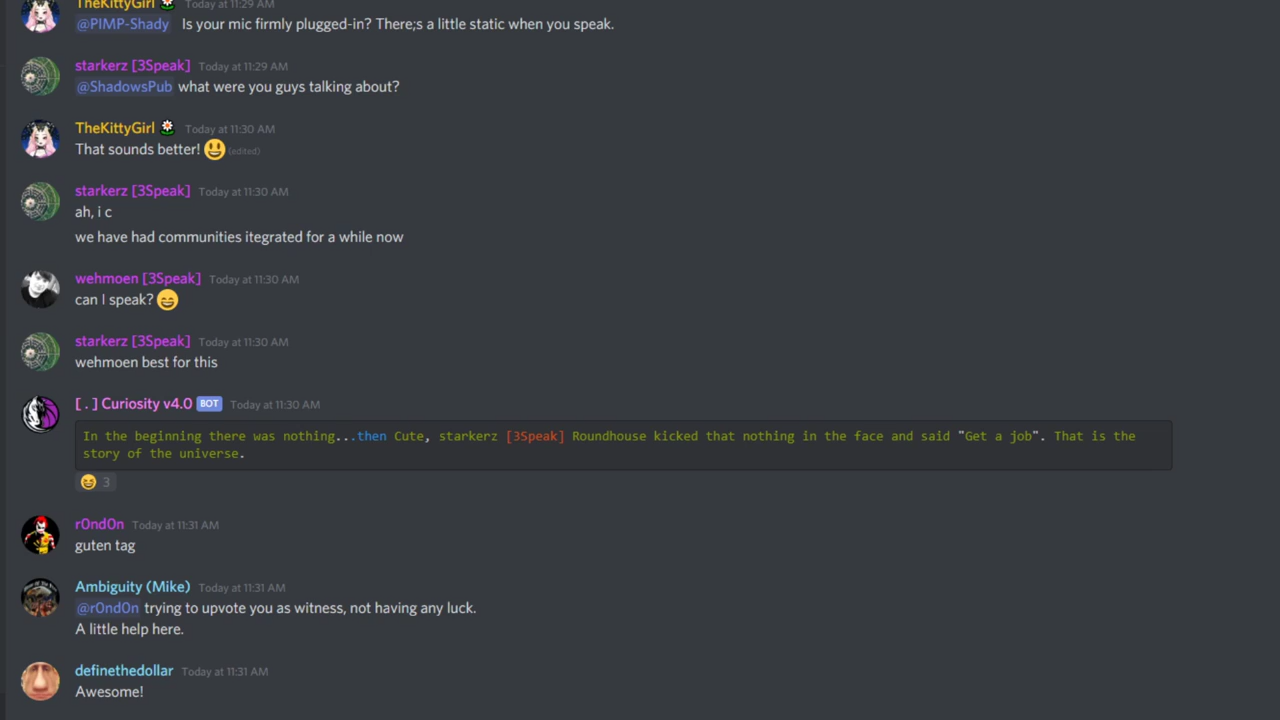 TheKittyGirl Today at 11:29 AM
@PIMP-Shady Is your mic firmly plugged-in? There;s a little static when you speak.
starkerz [3Speak] Today at 11:29 AM
@ShadowsPub what were you guys talking about?
TheKittyGirl Today at 11:30 AM
That sounds better! (edited)
starkerz [3Speak] Today at 11:30 AM
ah, i c
we have had communities itegrated for a while now
wehmoen [3Speak] Today at 11:30 AM
can I speak?
starkerz [3Speak] Today at 11:30 AM
wehmoen best for this
[ . ] Curiosity v4.0 BOT Today at 11:30 AM
In the beginning there was nothing...then Cute, starkerz [3Speak] Roundhouse kicked that nothing in the face and said "Get a job". That is the
story of the universe.
3
r0nd0n Today at 11:31 AM
guten tag
Ambiguity (Mike) Today at 11:31 AM
@r0nd0n trying to upvote you as witness, not having any luck.
A little help here.
definethedollar Today at 11:31 AM
Awesome!